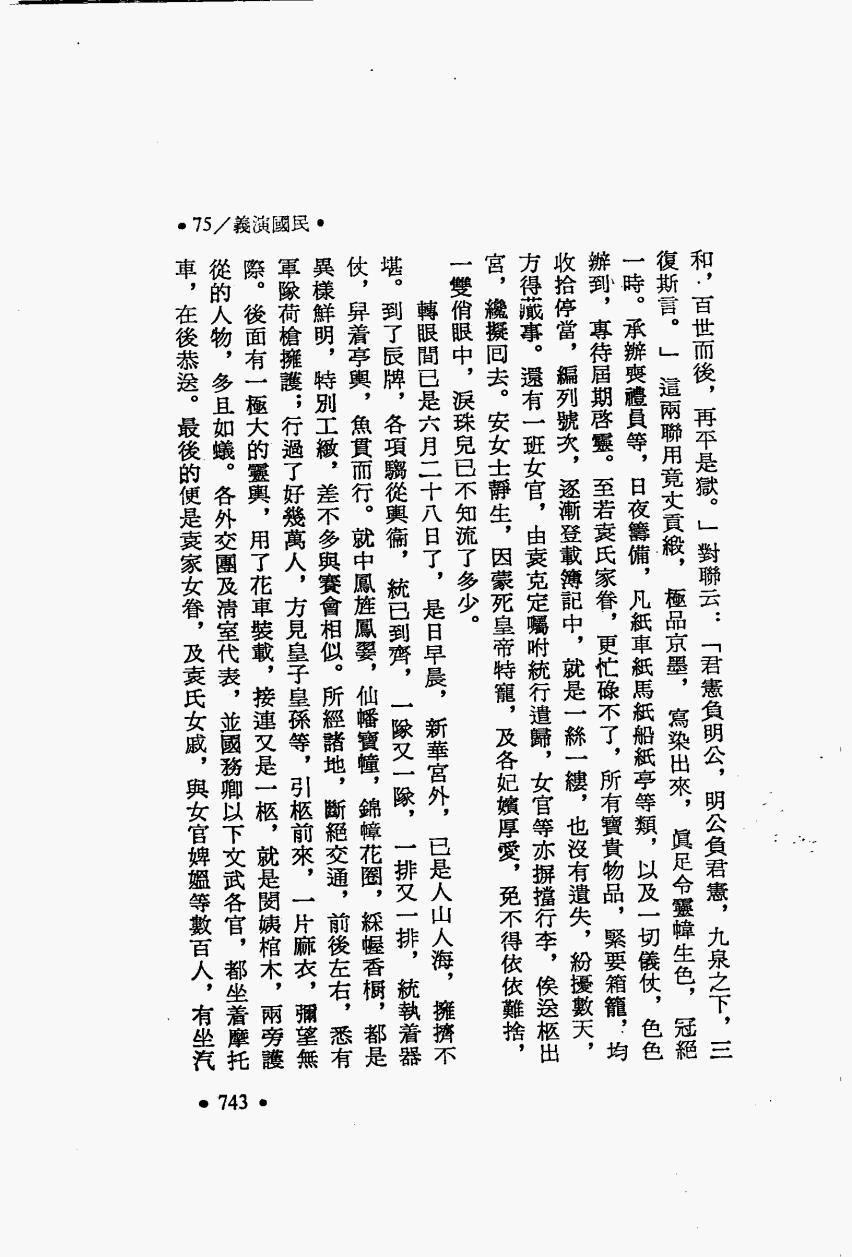 •75／義演國民•
和，百世而後，再平是獄。」對聯云：「君憲負明公，明公負君憲，九泉之下，三
復斯言。」這兩聯用竟丈貢緞，極品京墨，寫染出來，眞足令靈幃生色，冠絕
一時。承辦喪禮員等，日夜籌備，凡紙車紙馬紙船紙亭等類，以及一切儀仗，色色
辦到，專待屆期啓靈。至若袁氏家眷，更忙碌不了，所有寶貴物品，緊要箱籠，均
收拾停當，編列號次，逐漸登載簿記中，就是一絲一縷，也沒有遺失，紛擾數天，
方得蕆事。還有一班女官，由袁克定囑咐統行遣歸，女官等亦摒擋行李，俟送柩出
宮，纔擬回去。安女士靜生，因蒙死皇帝特寵，及各妃嬪厚愛，免不得依依難捨，
一雙俏眼中，淚珠兒已不知流了多少。
轉眼間已是六月二十八日了，是日早晨，新華宮外，已是人山人海，擁擠不
堪。到了辰牌，各項騶從輿衞，統已到齊，一隊又一隊，一排又一排，統執着器
仗，舁着亭輿，魚貫而行。就中鳳旌鳳翣，仙幡寶幢，錦幛花圈，綵幄香櫥，都是
異樣鮮明，特別工緻，差不多與賽會相似。所經諸地，斷絕交通，前後左右，悉有
軍隊荷槍擁護；行過了好幾萬人，方見皇子皇孫等，引柩前來，一片麻衣，彌望無
際。後面有一極大的靈輿，用了花車裝載，接連又是一柩，就是閔姨棺木，兩旁護
從的人物，多且如蟻。各外交團及清室代表，並國務卿以下文武各官，都坐着摩托
車，在後恭送。最後的便是袁家女眷，及袁氏女戚，與女官婢媼等數百人，有坐汽
•743•